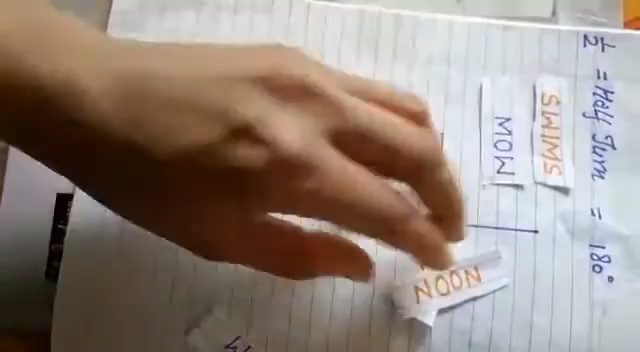 ½ = Half Turn = 180°
SWIMS
MOW
NOON